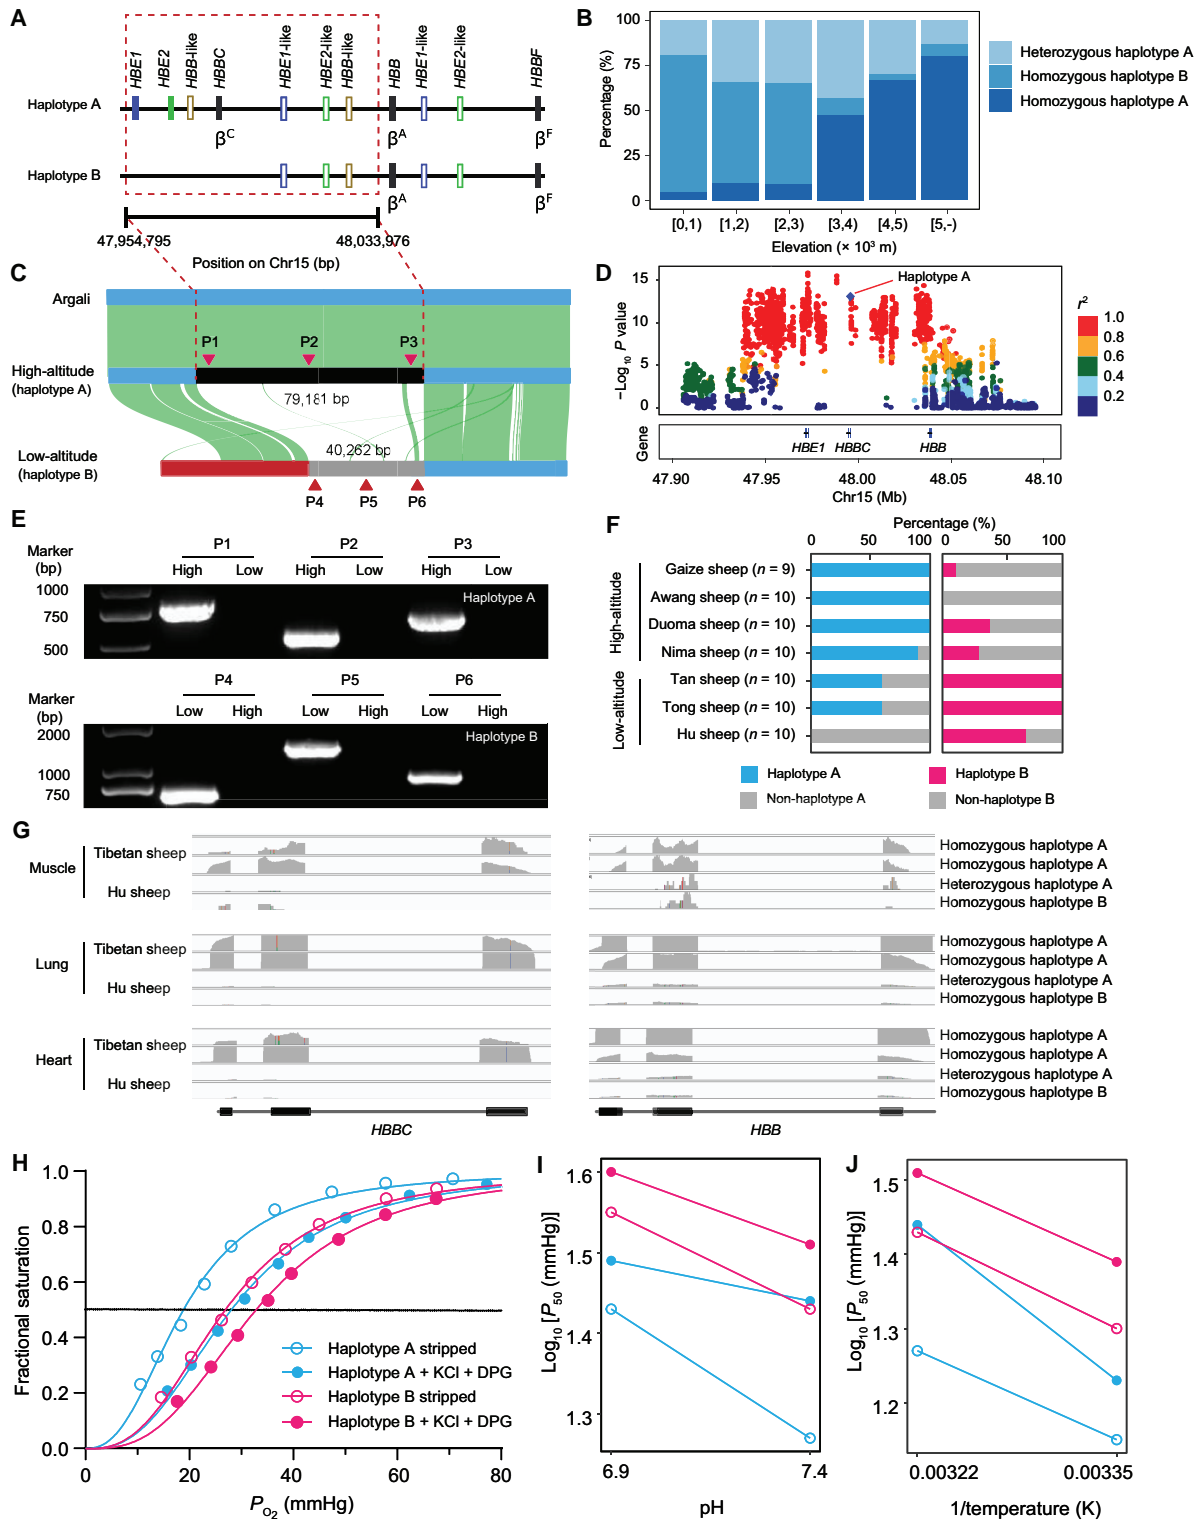 A
HBE1
HBE2
HBB-like
HBBC
HBE1-like
HBE2-like
HBB-like
HBB
HBE1-like
HBE2-like
HBBF
Haplotype A
βC
βA
βF
Haplotype B
βA
βF
47,954,795
48,033,976
Position on Chr15 (bp)
B
Percentage (%)
100
75
50
25
0
[0,1)
[1,2)
[2,3)
[3,4)
[4,5)
[5,-)
Elevation (× 10³ m)
Heterozygous haplotype A
Homozygous haplotype B
Homozygous haplotype A
C
Argali
P1
P2
P3
High-altitude
(haplotype A)
79,181 bp
40,262 bp
Low-altitude
(haplotype B)
P4
P5
P6
D
Haplotype A
−Log10 P value
15
10
5
0
r2
1.0
0.8
0.6
0.4
0.2
Gene
HBE1
HBBC
HBB
47.90
47.95
48.00
48.05
48.10
Chr15 (Mb)
E
Marker
(bp)
P1
P2
P3
High
Low
High
Low
High
Low
1000
750
500
Haplotype A
Marker
(bp)
P4
P5
P6
Low
High
Low
High
Low
High
2000
1000
750
Haplotype B
F
Percentage (%)
0
50
100
0
50
100
High-altitude
Gaize sheep (n = 9)
Awang sheep (n = 10)
Duoma sheep (n = 10)
Nima sheep (n = 10)
Low-altitude
Tan sheep (n = 10)
Tong sheep (n = 10)
Hu sheep (n = 10)
Haplotype A
Haplotype B
Non-haplotype A
Non-haplotype B
G
Muscle
Tibetan sheep
Hu sheep
Homozygous haplotype A
Homozygous haplotype A
Heterozygous haplotype A
Homozygous haplotype B
Lung
Tibetan sheep
Hu sheep
Homozygous haplotype A
Homozygous haplotype A
Heterozygous haplotype A
Homozygous haplotype B
Heart
Tibetan sheep
Hu sheep
Homozygous haplotype A
Homozygous haplotype A
Heterozygous haplotype A
Homozygous haplotype B
HBBC
HBB
H
Fractional saturation
1.0
0.8
0.6
0.4
0.2
0.0
0
20
40
60
80
PO2 (mmHg)
Haplotype A stripped
Haplotype A + KCl + DPG
Haplotype B stripped
Haplotype B + KCl + DPG
I
Log10 [P50 (mmHg)]
1.6
1.5
1.4
1.3
6.9
7.4
pH
J
Log10 [P50 (mmHg)]
1.5
1.4
1.3
1.2
0.00322
0.00335
1/temperature (K)